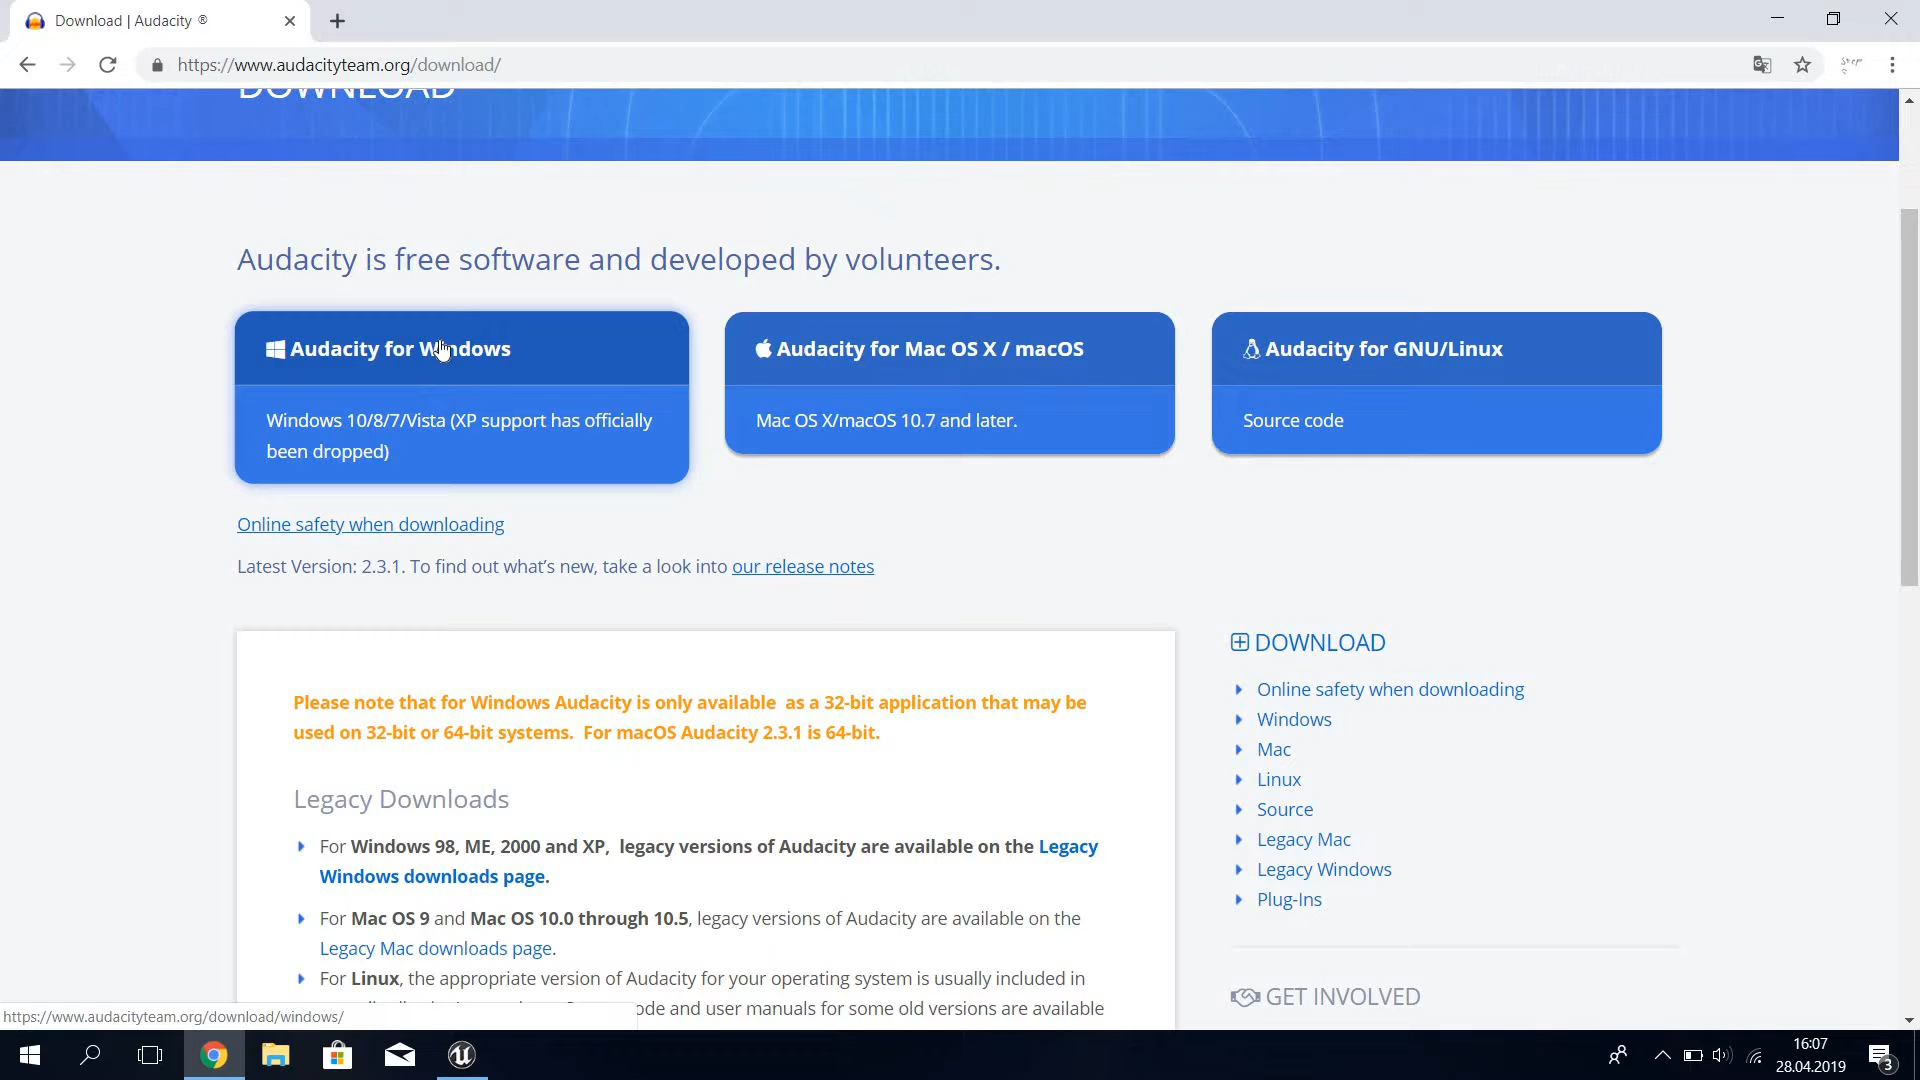 Download | Audacity ®
https://www.audacityteam.org/download/
DOWNLOAD
Audacity is free software and developed by volunteers.
Audacity for Windows
Windows 10/8/7/Vista (XP support has officially
been dropped)
Audacity for Mac OS X / macOS
Mac OS X/macOS 10.7 and later.
Audacity for GNU/Linux
Source code
Online safety when downloading
Latest Version: 2.3.1. To find out what’s new, take a look into our release notes
Please note that for Windows Audacity is only available as a 32-bit application that may be
used on 32-bit or 64-bit systems. For macOS Audacity 2.3.1 is 64-bit.
Legacy Downloads
For Windows 98, ME, 2000 and XP, legacy versions of Audacity are available on the Legacy
Windows downloads page.
For Mac OS 9 and Mac OS 10.0 through 10.5, legacy versions of Audacity are available on the
Legacy Mac downloads page.
For Linux, the appropriate version of Audacity for your operating system is usually included in
ode and user manuals for some old versions are available
DOWNLOAD
Online safety when downloading
Windows
Mac
Linux
Source
Legacy Mac
Legacy Windows
Plug-Ins
GET INVOLVED
https://www.audacityteam.org/download/windows/
16:07
28.04.2019
3